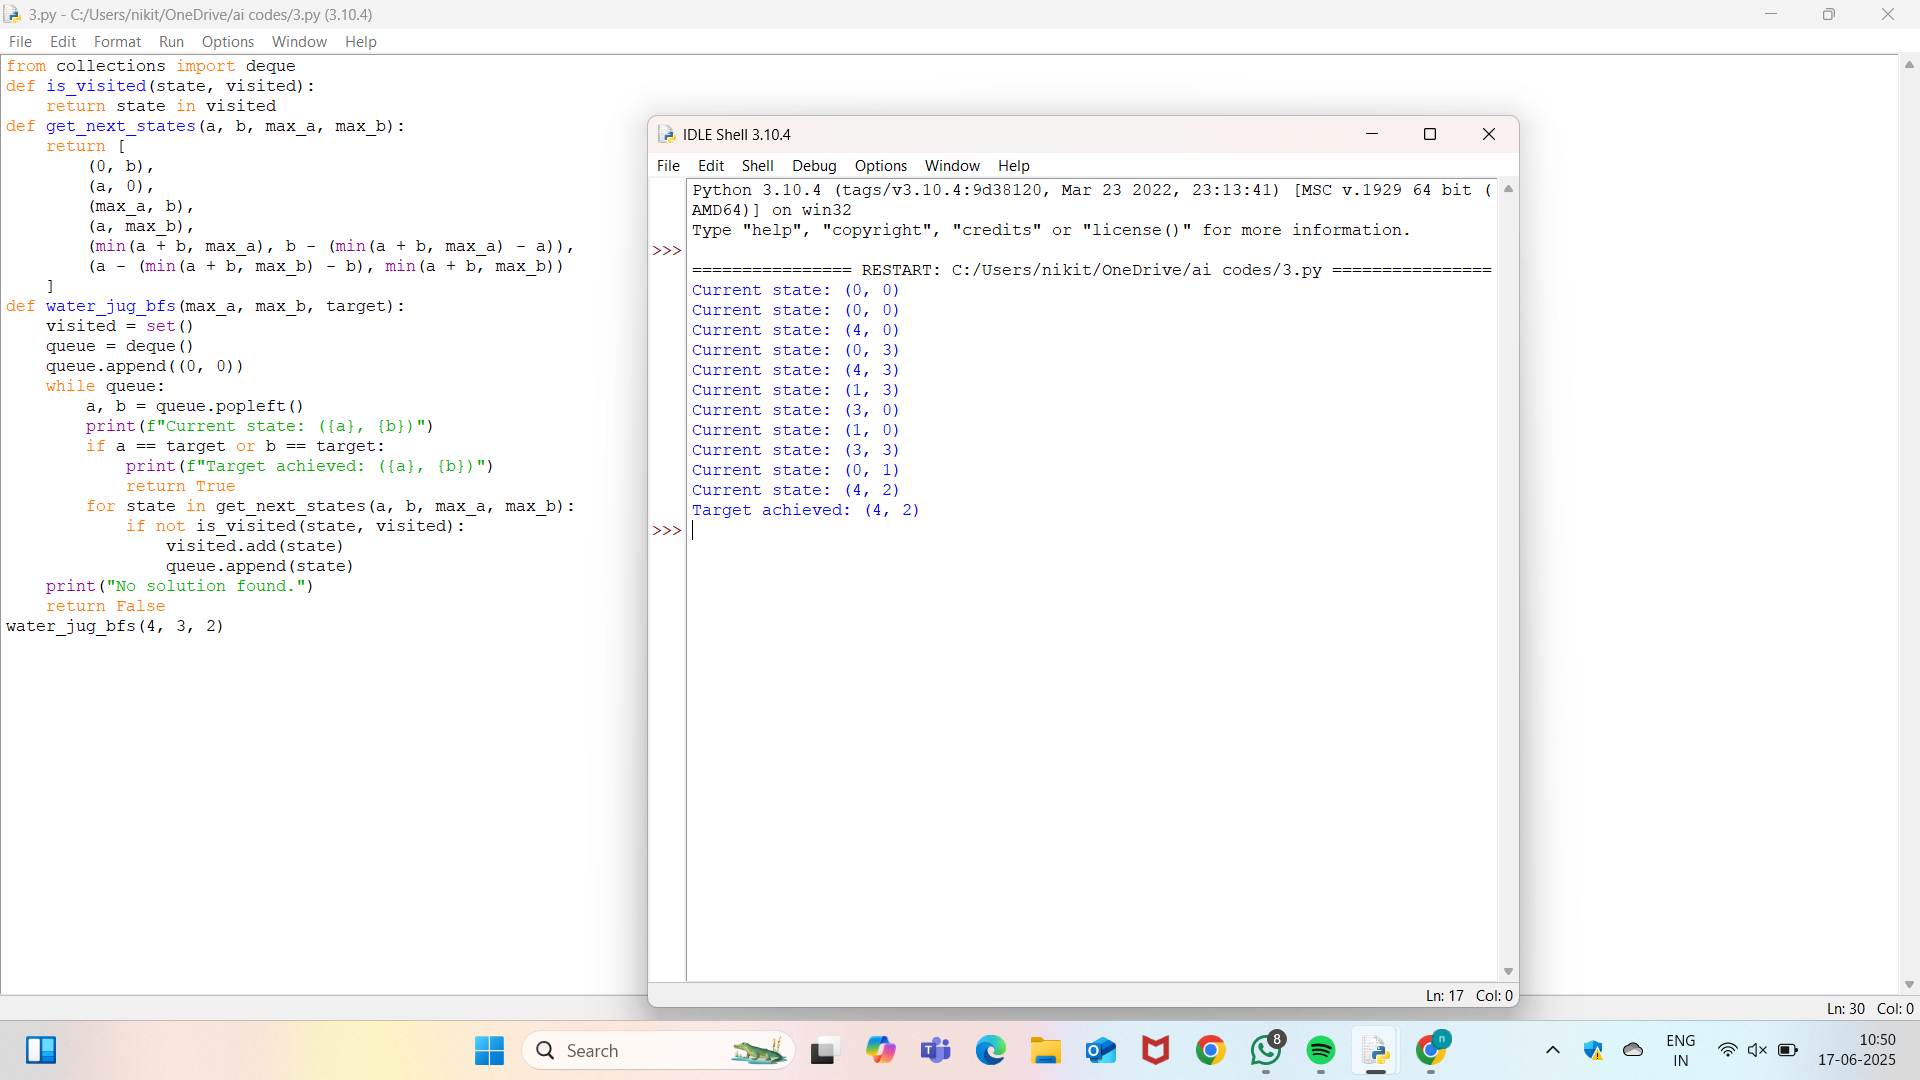 3.py - C:/Users/nikit/OneDrive/ai codes/3.py (3.10.4)
File Edit Format Run Options Window Help
from collections import deque
def is_visited(state, visited):
    return state in visited
def get_next_states(a, b, max_a, max_b):
    return [
        (0, b),
        (a, 0),
        (max_a, b),
        (a, max_b),
        (min(a + b, max_a), b - (min(a + b, max_a) - a)),
        (a - (min(a + b, max_b) - b), min(a + b, max_b))
    ]
def water_jug_bfs(max_a, max_b, target):
    visited = set()
    queue = deque()
    queue.append((0, 0))
    while queue:
        a, b = queue.popleft()
        print(f"Current state: ({a}, {b})")
        if a == target or b == target:
            print(f"Target achieved: ({a}, {b})")
            return True
        for state in get_next_states(a, b, max_a, max_b):
            if not is_visited(state, visited):
                visited.add(state)
                queue.append(state)
    print("No solution found.")
    return False
water_jug_bfs(4, 3, 2)
IDLE Shell 3.10.4
File Edit Shell Debug Options Window Help
Python 3.10.4 (tags/v3.10.4:9d38120, Mar 23 2022, 23:13:41) [MSC v.1929 64 bit (
AMD64)] on win32
Type "help", "copyright", "credits" or "license()" for more information.
>>>
================ RESTART: C:/Users/nikit/OneDrive/ai codes/3.py ================
Current state: (0, 0)
Current state: (0, 0)
Current state: (4, 0)
Current state: (0, 3)
Current state: (4, 3)
Current state: (1, 3)
Current state: (3, 0)
Current state: (1, 0)
Current state: (3, 3)
Current state: (0, 1)
Current state: (4, 2)
Target achieved: (4, 2)
>>>
Ln: 17 Col: 0
Ln: 30 Col: 0
Search
8
n
ENG
IN
10:50
17-06-2025